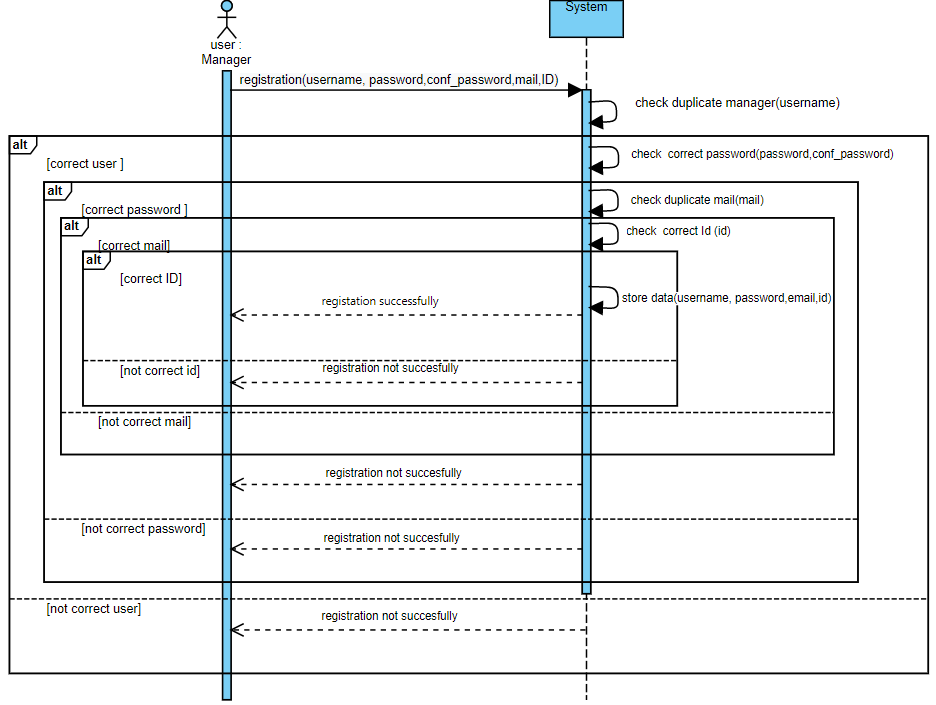 System
user :
Manager
registration(username, password,conf_password,mail,ID)
check duplicate manager(username)
alt
[correct user ]
check  correct password(password,conf_password)
alt
[correct password ]
check duplicate mail(mail)
alt
[correct mail]
check  correct Id (id)
alt
[correct ID]
registation successfully
store data(username, password,email,id)
[not correct id]
registration not succesfully
[not correct mail]
registration not succesfully
[not correct password]
registration not succesfully
[not correct user]
registration not succesfully